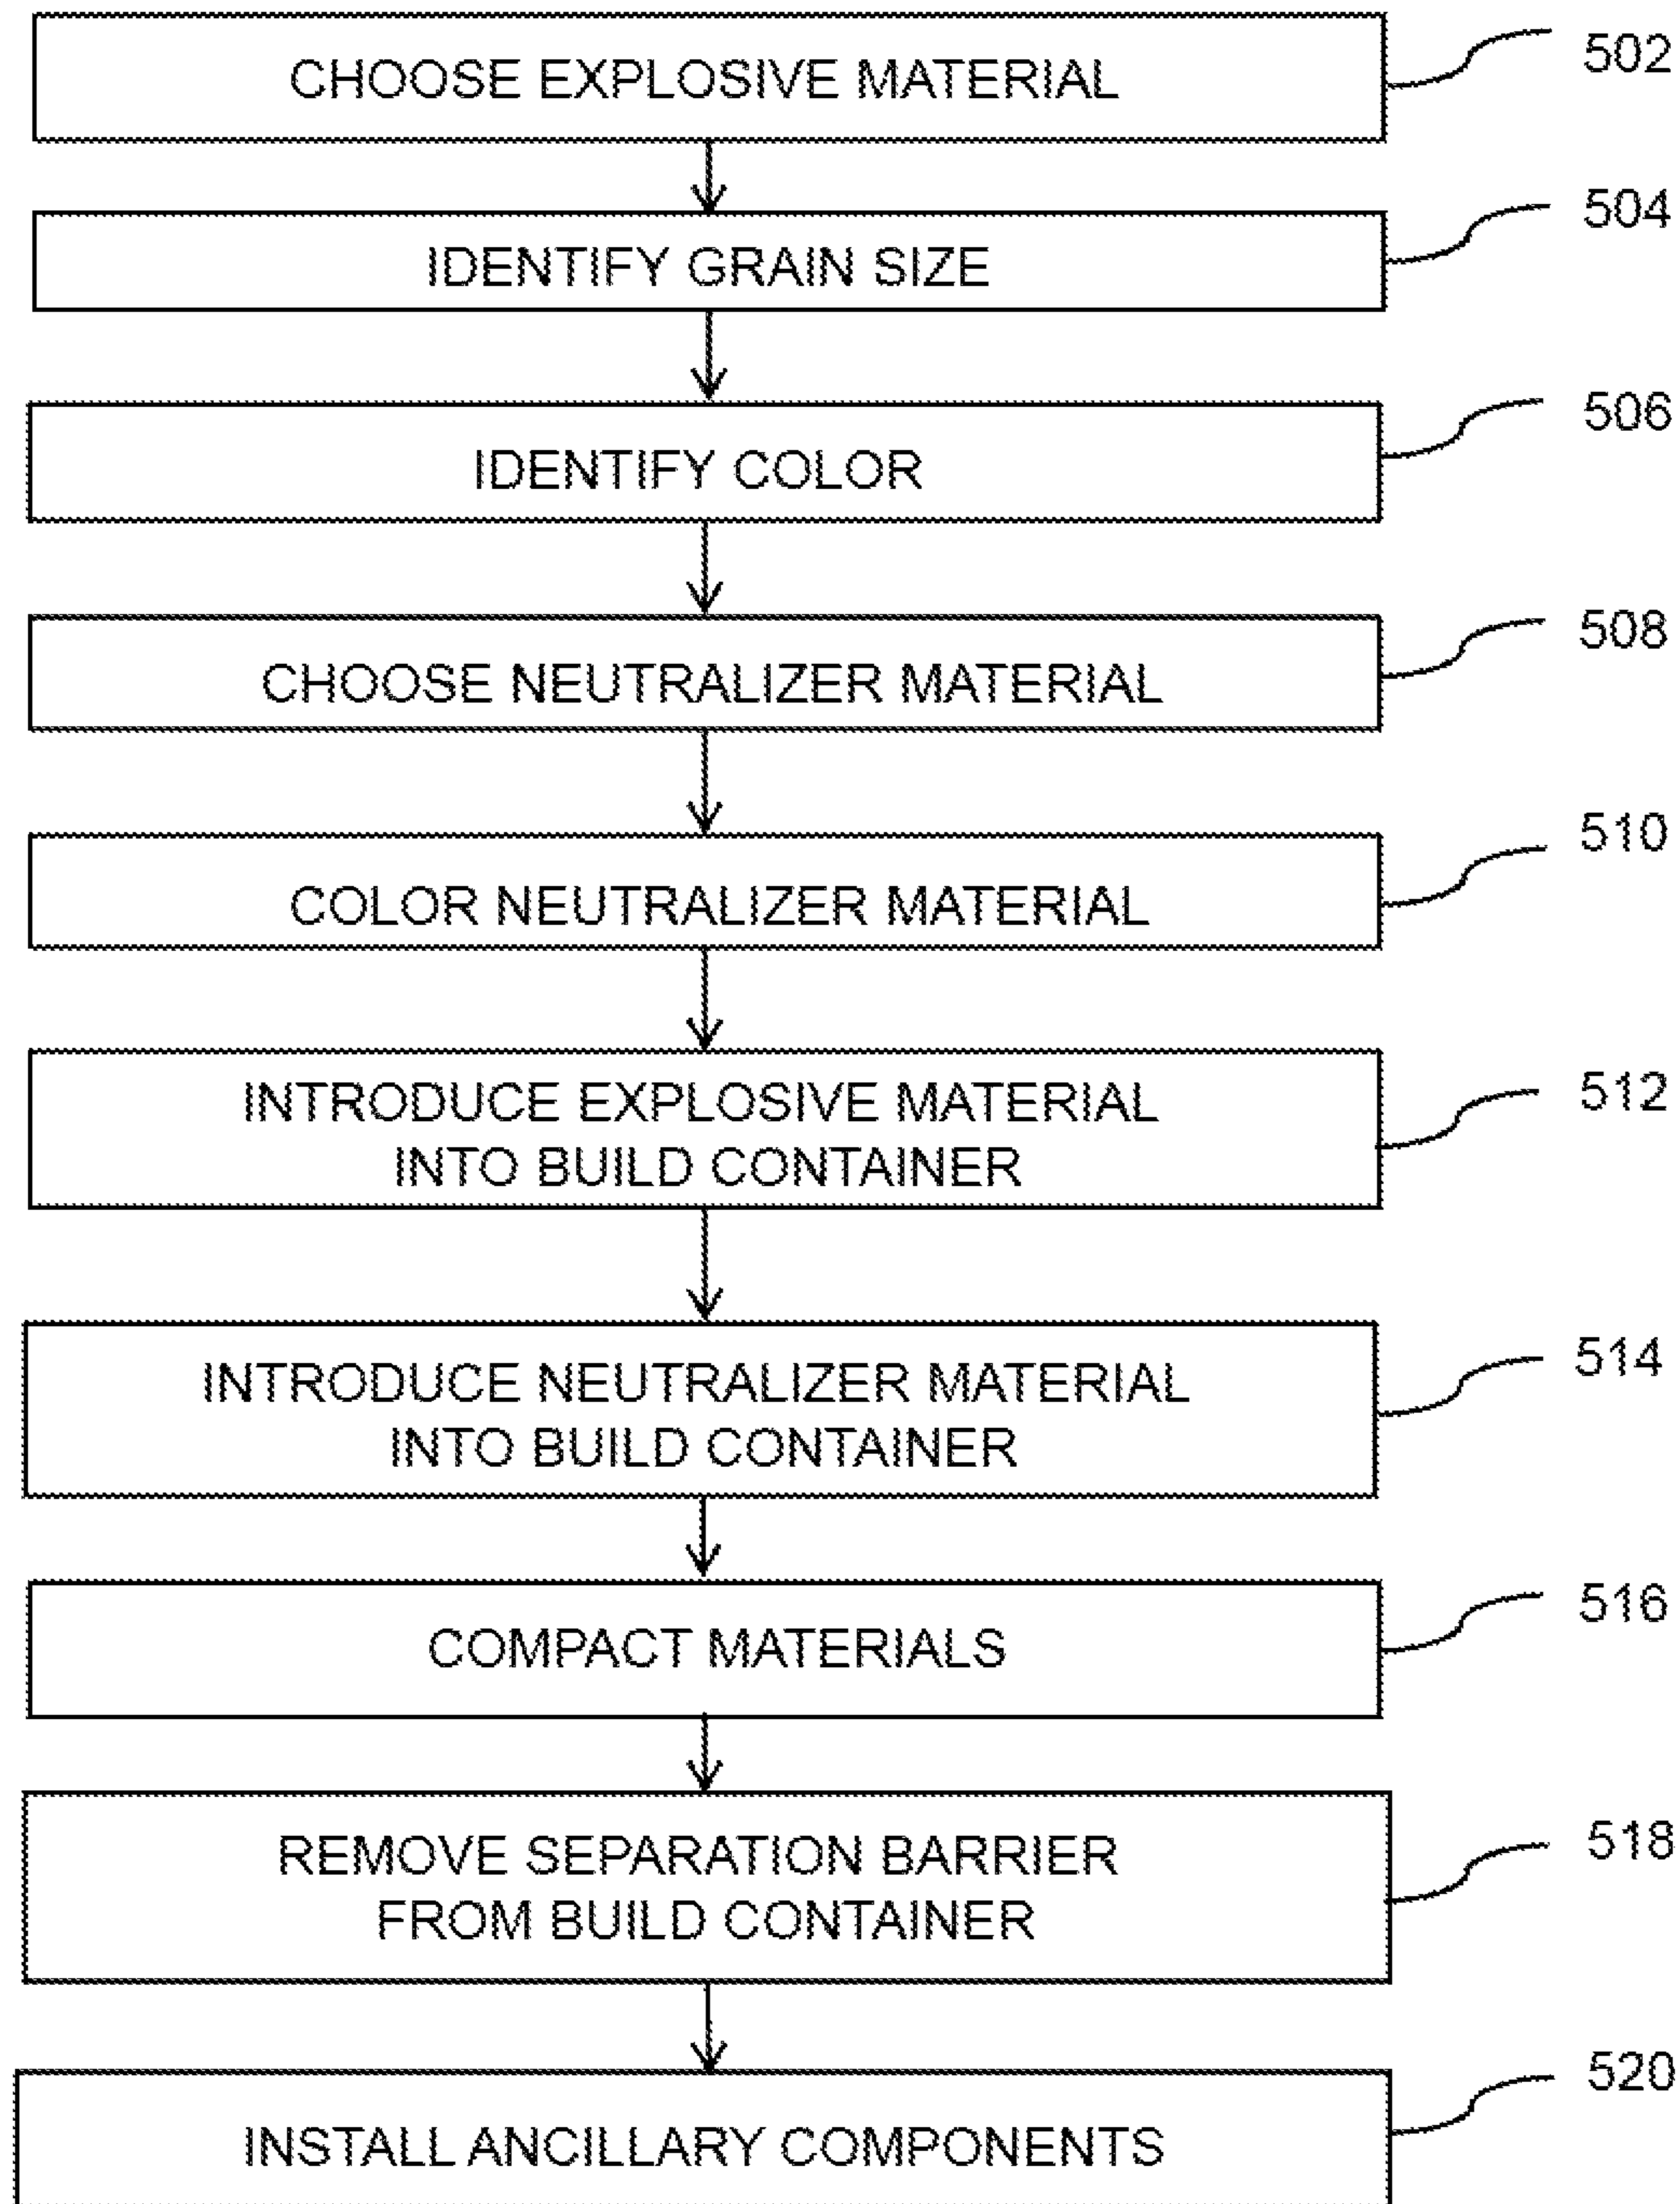 CHOOSE EXPLOSIVE MATERIAL
502
IDENTIFY GRAIN SIZE
504
IDENTIFY COLOR
506
CHOOSE NEUTRALIZER MATERIAL
508
COLOR NEUTRALIZER MATERIAL
510
INTRODUCE EXPLOSIVE MATERIAL
INTO BUILD CONTAINER
512
INTRODUCE NEUTRALIZER MATERIAL
INTO BUILD CONTAINER
514
COMPACT MATERIALS
516
REMOVE SEPARATION BARRIER
FROM BUILD CONTAINER
518
INSTALL ANCILLARY COMPONENTS
520